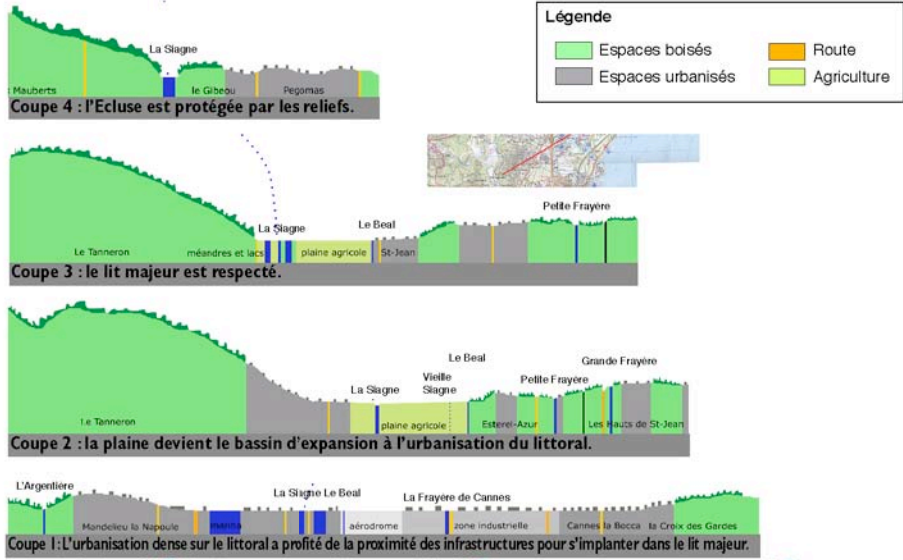 Légende
Espaces boisés
Route
Espaces urbanisés
Agriculture
La Siagne
Mauberts
le Gibeou
Pegomas
Coupe 4 : l'Ecluse est protégée par les reliefs.
Petite Frayère
La Siagne
Le Beal
Le Tanneron
méandres et lacs
plaine agricole
St-Jean
Coupe 3 : le lit majeur est respecté.
Le Beal
Grande Frayère
La Siagne
Vieille
Siagne
Petite Frayère
Le Tanneron
plaine agricole
Esterel-Azur
Les Hauts de St-Jean
Coupe 2 : la plaine devient le bassin d'expansion à l'urbanisation du littoral.
L'Argentière
La Siagne Le Beal
La Frayère de Cannes
Mandelieu la Napoule
marina
aérodrome
zone industrielle
Cannes la Bocca
la Croix des Gardes
Coupe 1 : L'urbanisation dense sur le littoral a profité de la proximité des infrastructures pour s'implanter dans le lit majeur.